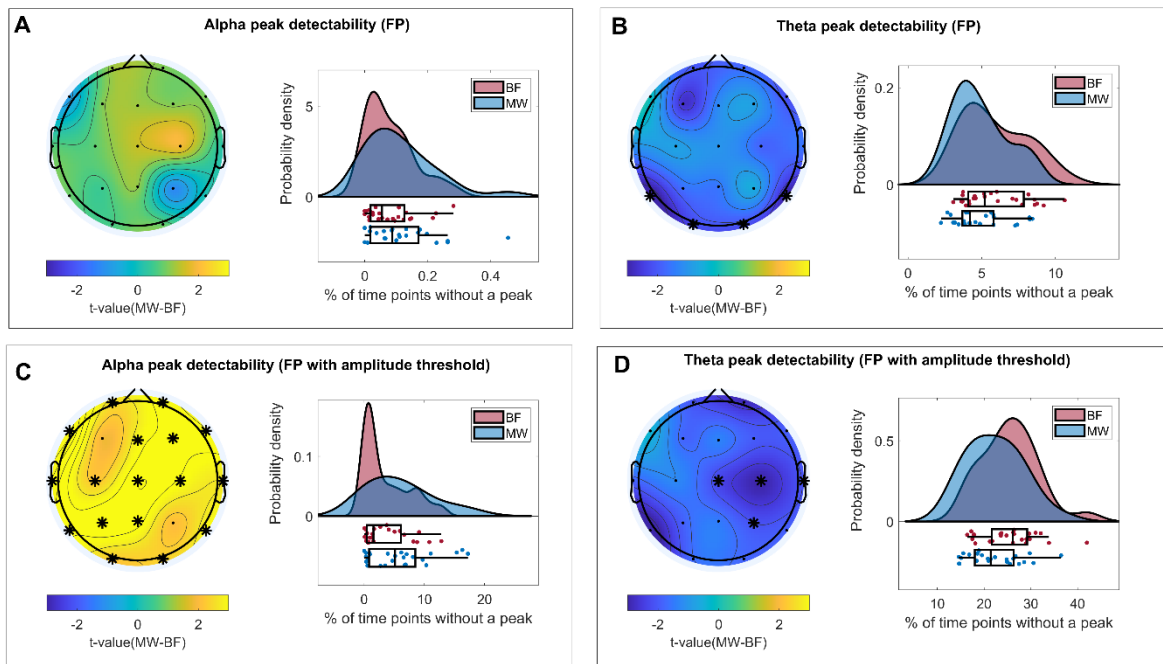 A
Alpha peak detectability (FP)
-2 0 2
t-value(MW-BF)
Probability density
5
0
BF
MW
0 0.2 0.4
% of time points without a peak
B
Theta peak detectability (FP)
-2 0 2
t-value(MW-BF)
Probability density
0.2
0
BF
MW
0 5 10
% of time points without a peak
C
Alpha peak detectability (FP with amplitude threshold)
-2 0 2
t-value(MW-BF)
Probability density
0.1
0
BF
MW
0 10 20
% of time points without a peak
D
Theta peak detectability (FP with amplitude threshold)
-2 0 2
t-value(MW-BF)
Probability density
0.5
0
BF
MW
10 20 30 40
% of time points without a peak